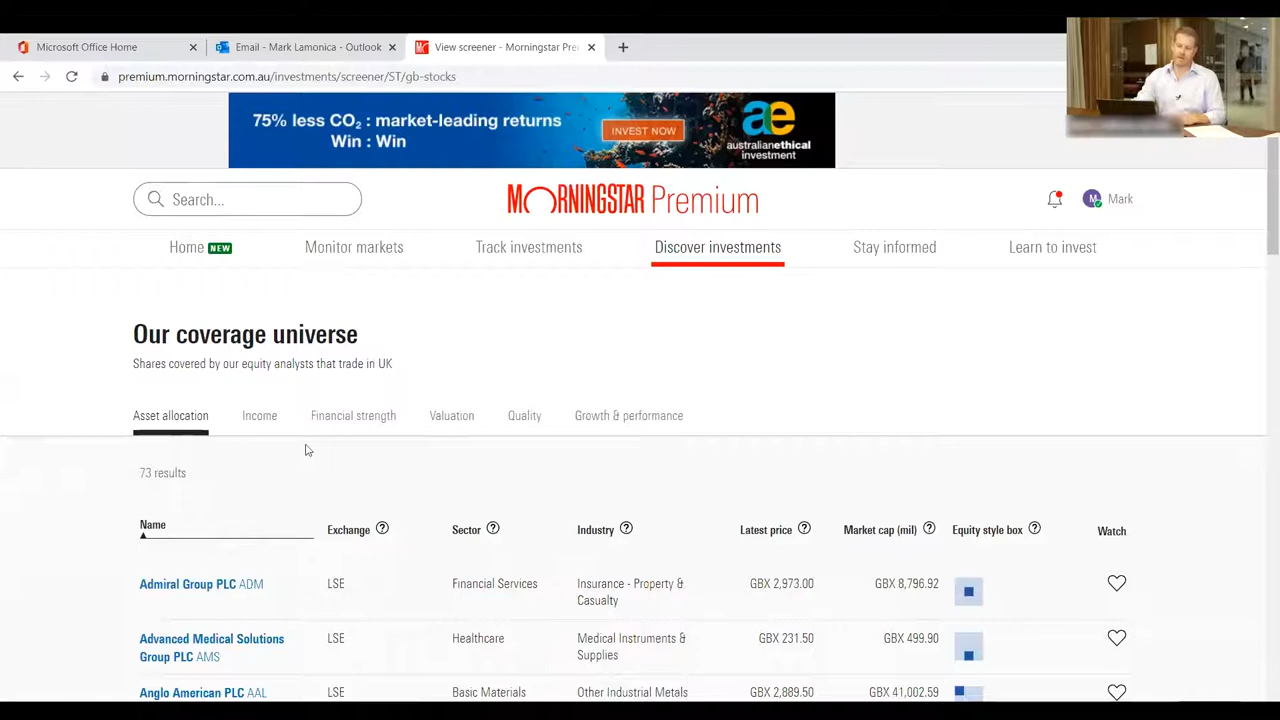 Microsoft Office Home
Email - Mark Lamonica - Outlook
View screener - Morningstar Pre
premium.morningstar.com.au/investments/screener/ST/gb-stocks
75% less CO₂ : market-leading returns
Win : Win
INVEST NOW
ae
australianethical
investment
Search...
MORNINGSTAR Premium
M
Mark
Home NEW
Monitor markets
Track investments
Discover investments
Stay informed
Learn to invest
Our coverage universe
Shares covered by our equity analysts that trade in UK
Asset allocation
Income
Financial strength
Valuation
Quality
Growth & performance
73 results
Name
Exchange ?
Sector ?
Industry ?
Latest price ?
Market cap (mil) ?
Equity style box ?
Watch
Admiral Group PLC ADM
LSE
Financial Services
Insurance - Property &
Casualty
GBX 2,973.00
GBX 8,796.92
Advanced Medical Solutions
Group PLC AMS
LSE
Healthcare
Medical Instruments &
Supplies
GBX 231.50
GBX 499.90
Anglo American PLC AAL
LSE
Basic Materials
Other Industrial Metals
GBX 2,889.50
GBX 41,002.59